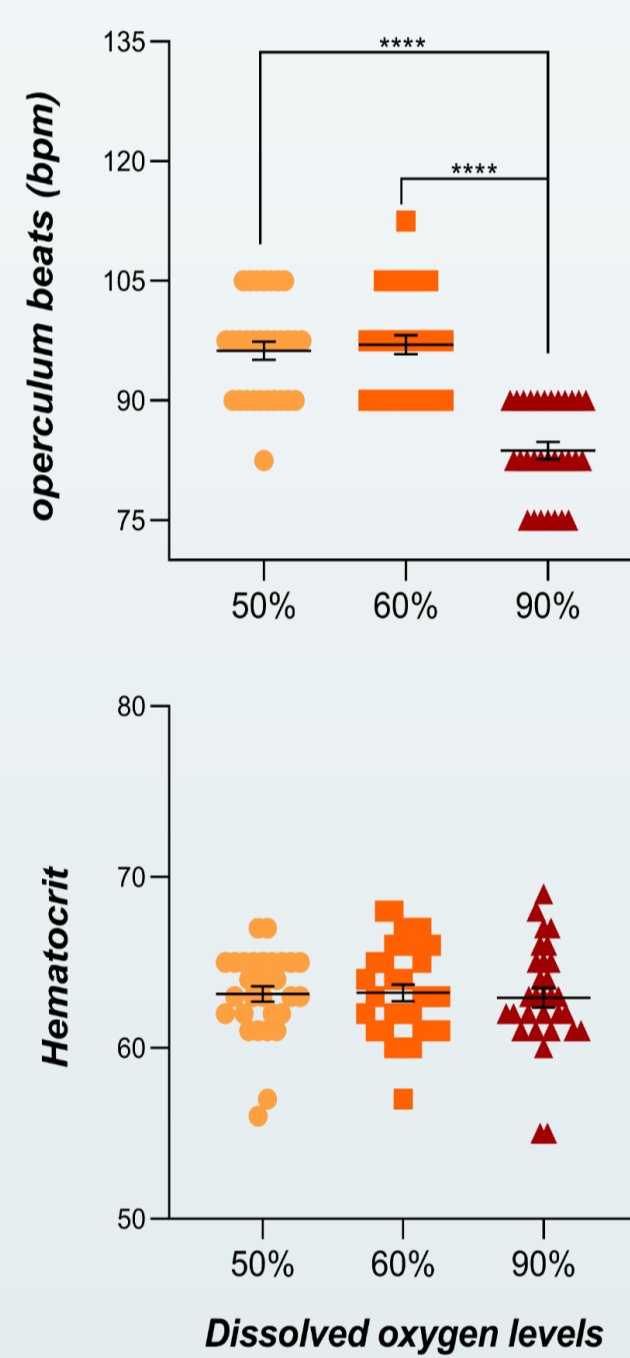 operculum beats (bpm)
135
120
105
90
75
****
****
50% 60% 90%
Hematocrit
80
70
60
50
50% 60% 90%
Dissolved oxygen levels